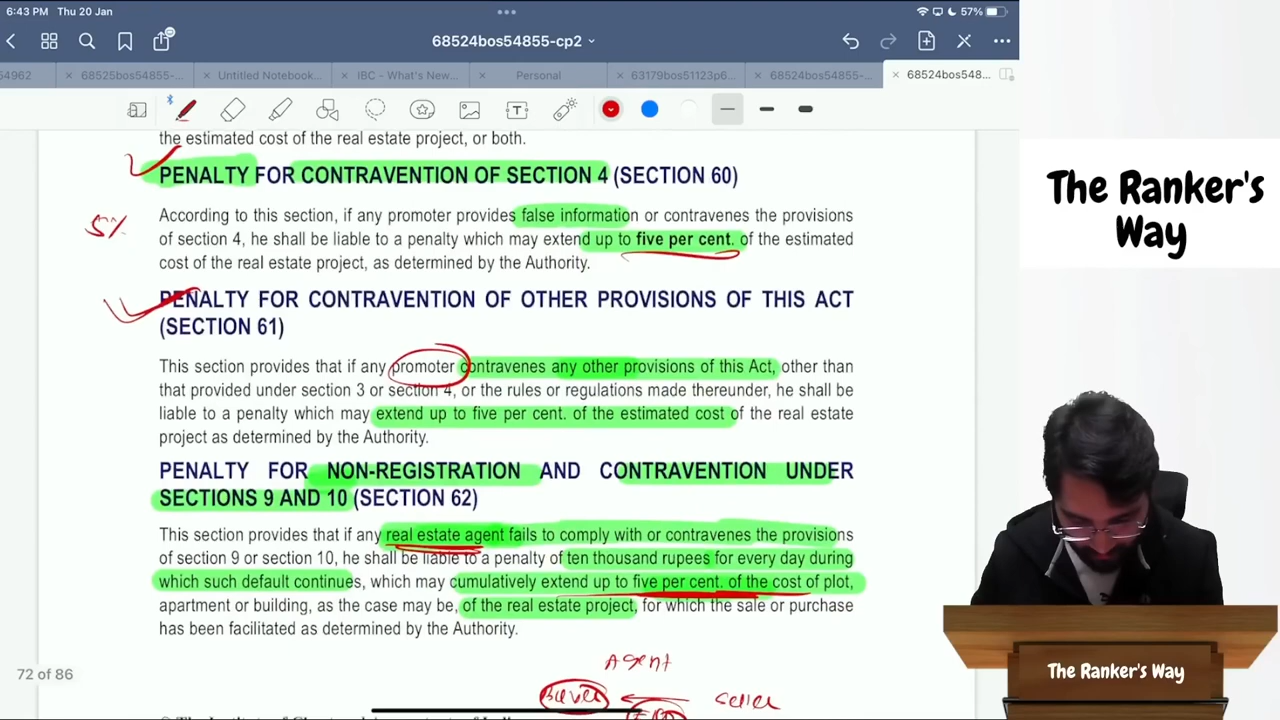 6:43 PM Thu 20 Jan
57%
68524bos54855-cp2
54962
68525bos54855-...
Untitled Notebook...
IBC - What's New...
Personal
63179bos51123p6...
68524bos54855-...
68524bos548...
the estimated cost of the real estate project, or both.
PENALTY FOR CONTRAVENTION OF SECTION 4 (SECTION 60)
According to this section, if any promoter provides false information or contravenes the provisions
5%
of section 4, he shall be liable to a penalty which may extend up to five per cent. of the estimated
cost of the real estate project, as determined by the Authority.
PENALTY FOR CONTRAVENTION OF OTHER PROVISIONS OF THIS ACT
(SECTION 61)
This section provides that if any promoter contravenes any other provisions of this Act, other than
that provided under section 3 or section 4, or the rules or regulations made thereunder, he shall be
liable to a penalty which may extend up to five per cent. of the estimated cost of the real estate
project as determined by the Authority.
PENALTY FOR NON-REGISTRATION AND CONTRAVENTION UNDER
SECTIONS 9 AND 10 (SECTION 62)
This section provides that if any real estate agent fails to comply with or contravenes the provisions
of section 9 or section 10, he shall be liable to a penalty of ten thousand rupees for every day during
which such default continues, which may cumulatively extend up to five per cent. of the cost of plot,
apartment or building, as the case may be, of the real estate project, for which the sale or purchase
has been facilitated as determined by the Authority.
72 of 86
Agent
Buyer
Seller
The Ranker's
Way
The Ranker's Way